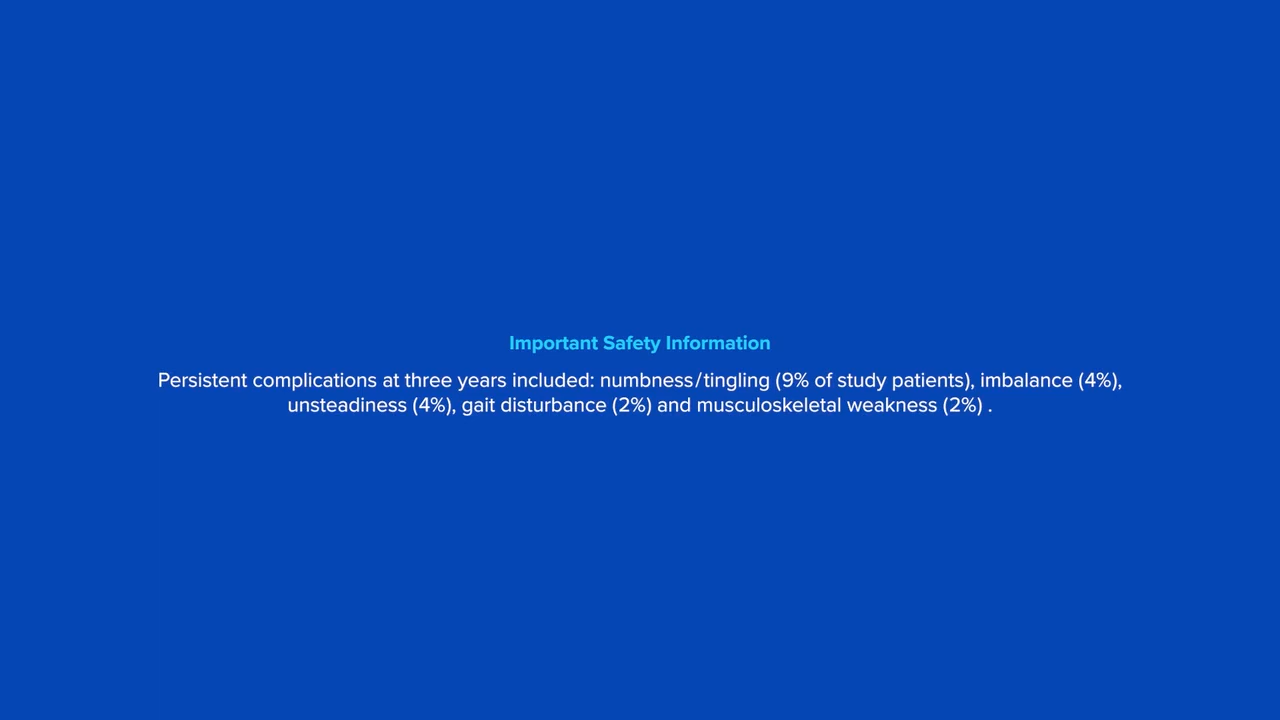 Important Safety Information
Persistent complications at three years included: numbness/tingling (9% of study patients), imbalance (4%),
unsteadiness (4%), gait disturbance (2%) and musculoskeletal weakness (2%) .